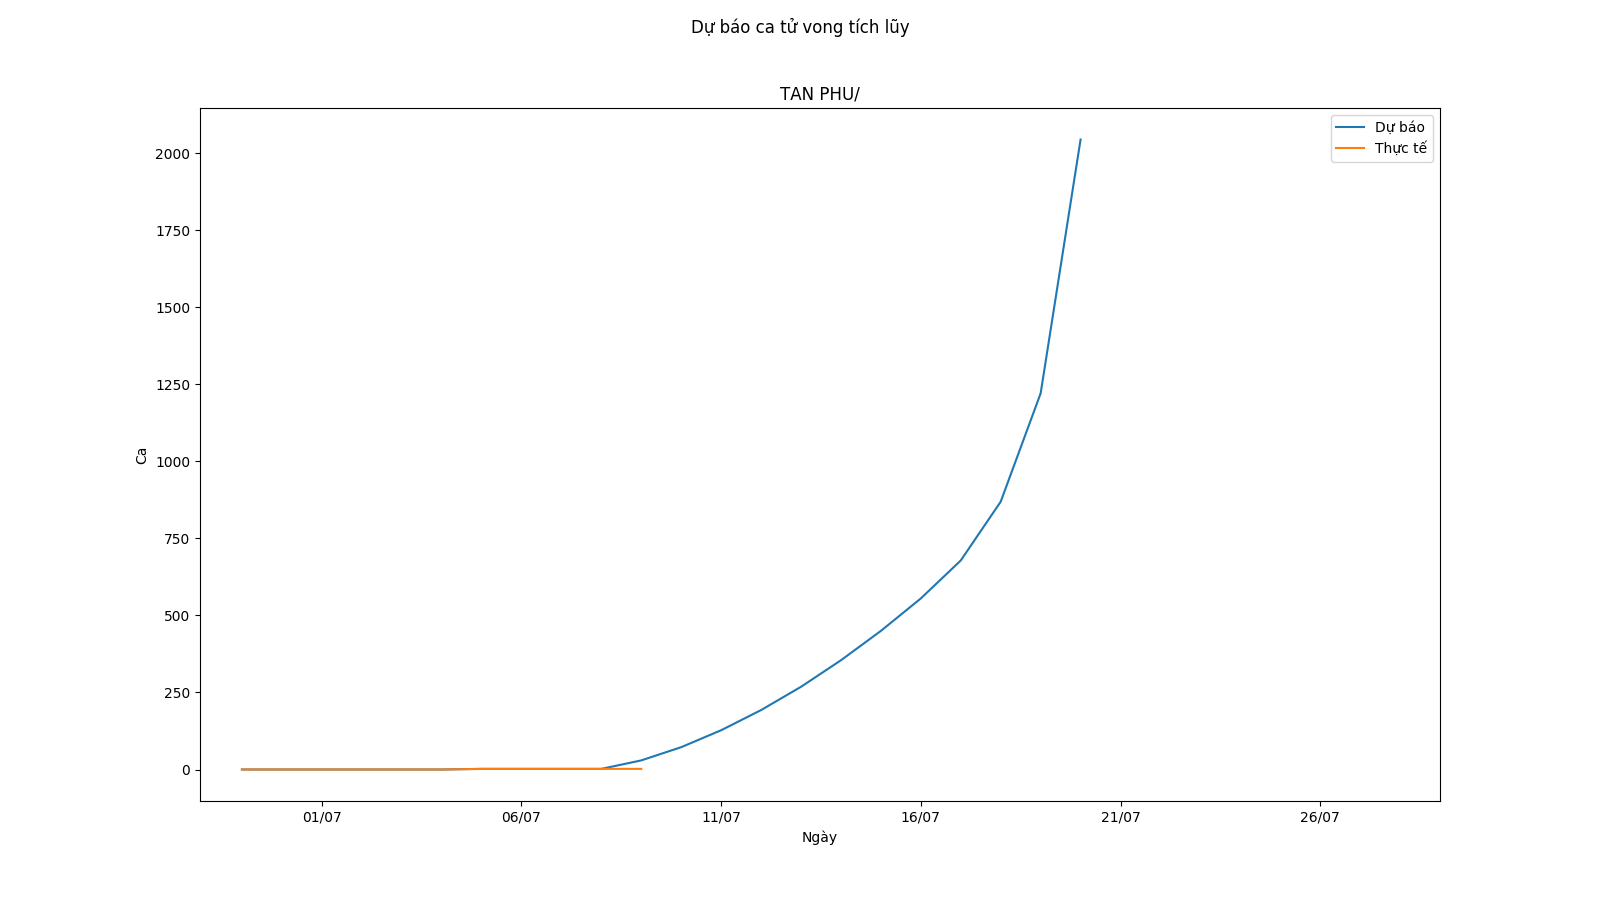 Dự báo ca tử vong tích lũy
TAN PHU/
Dự báo
Thực tế
2000
1750
1500
1250
1000
750
500
250
0
Ca
01/07
06/07
11/07
16/07
21/07
26/07
Ngày